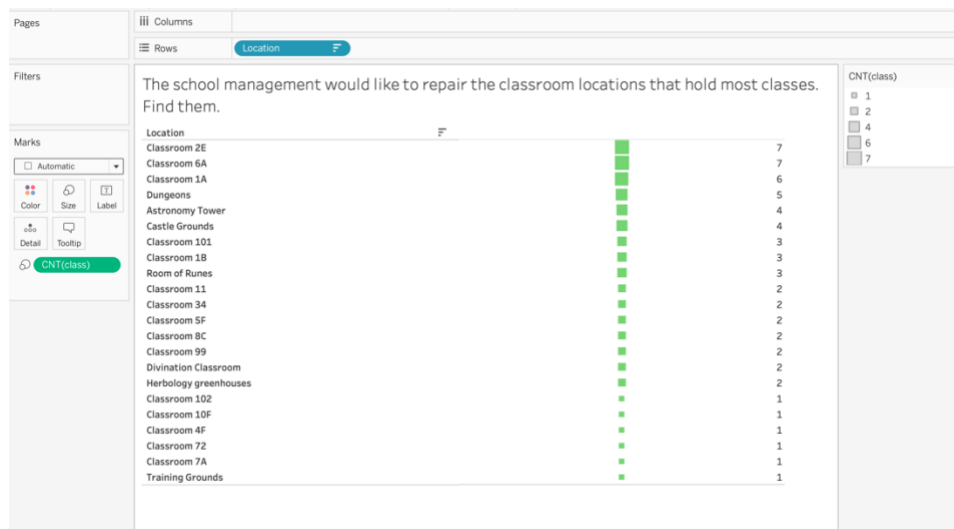 Pages
Columns
Rows
Location
Filters
Marks
Automatic
Color Size Label
Detail Tooltip
CNT(class)
The school management would like to repair the classroom locations that hold most classes.
Find them.
Location
Classroom 2E 7
Classroom 6A 7
Classroom 1A 6
Dungeons 5
Astronomy Tower 4
Castle Grounds 4
Classroom 101 3
Classroom 1B 3
Room of Runes 3
Classroom 11 2
Classroom 34 2
Classroom 5F 2
Classroom 8C 2
Classroom 99 2
Divination Classroom 2
Herbology greenhouses 2
Classroom 102 1
Classroom 10F 1
Classroom 4F 1
Classroom 72 1
Classroom 7A 1
Training Grounds 1
CNT(class)
1
2
4
6
7